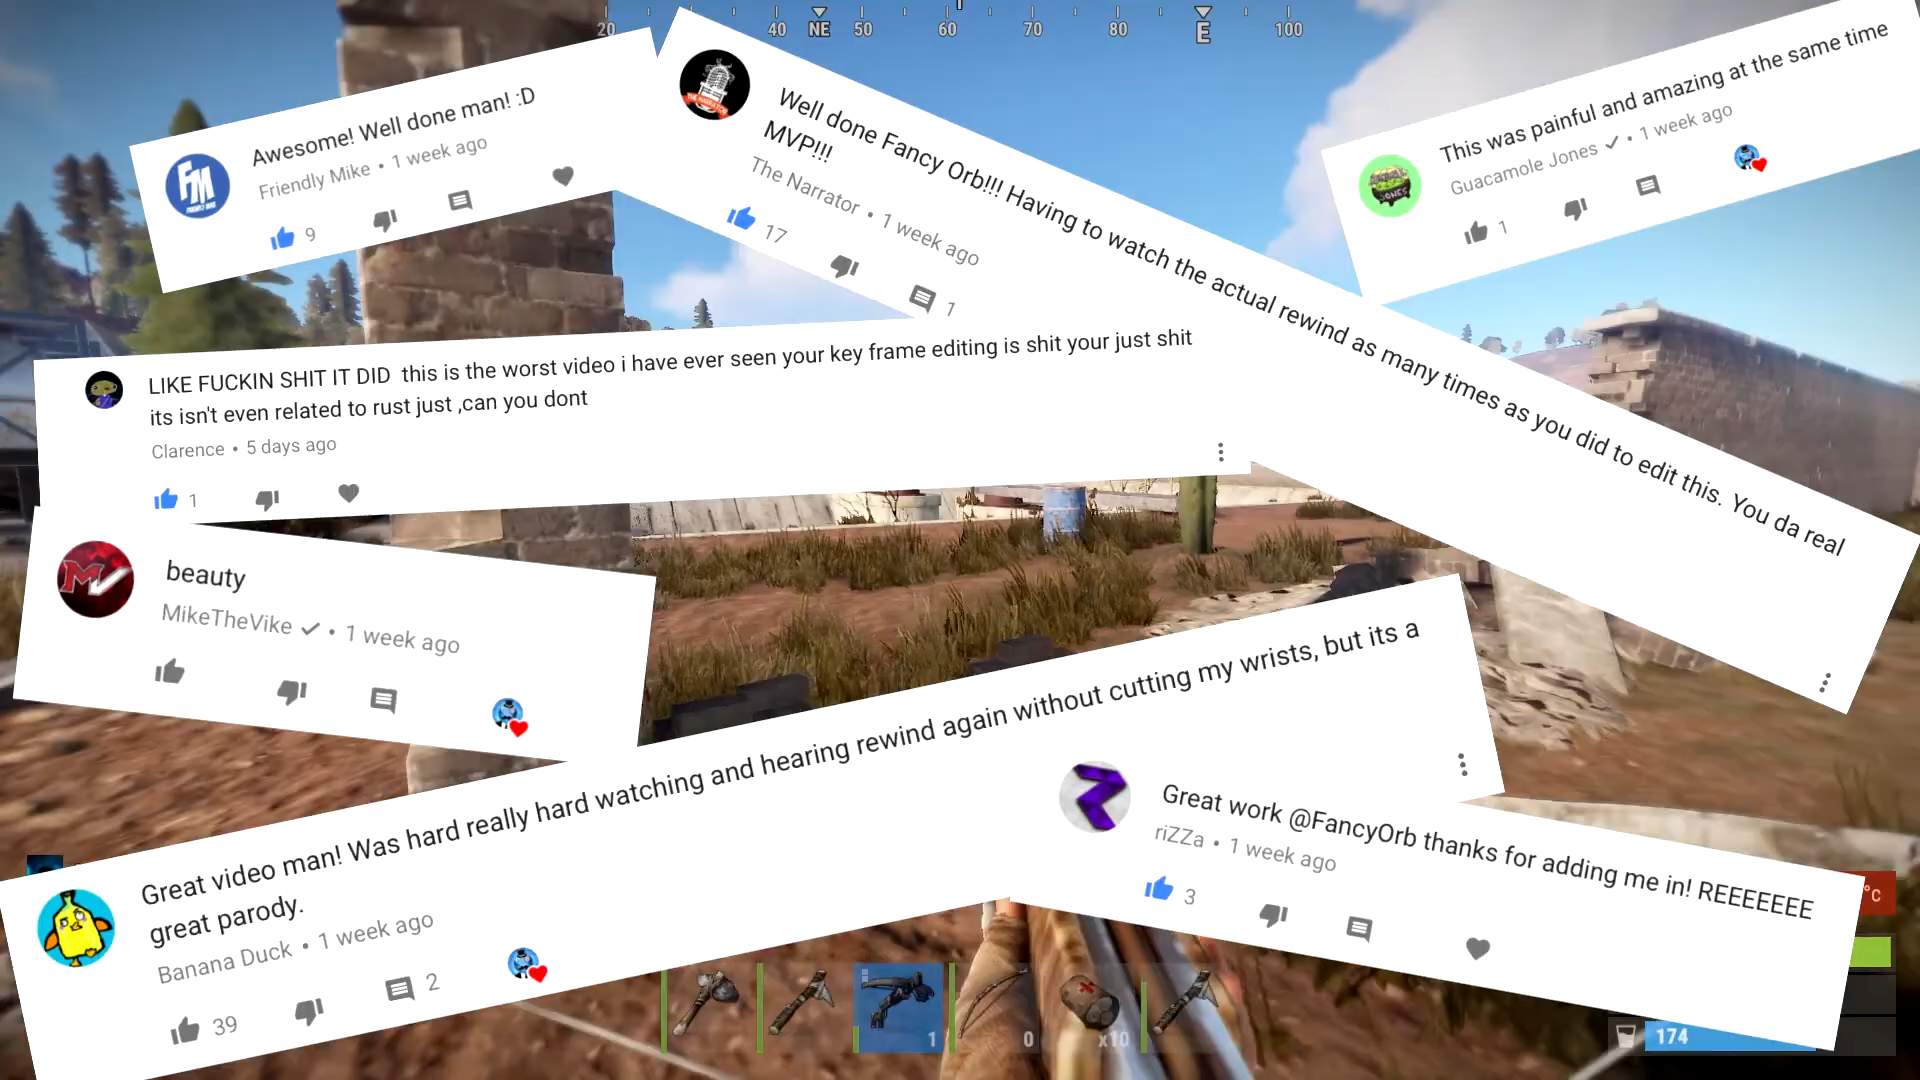 20
40
NE
50
60
70
80
E
100
Awesome! Well done man! :D
Friendly Mike • 1 week ago
9
FM
FRIENDLY MIKE
THE NARRATOR
Well done Fancy Orb!!! Having to watch the actual rewind as many times as you did to edit this. You da real
MVP!!!
The Narrator • 1 week ago
17
1
This was painful and amazing at the same time
Guacamole Jones ✓ • 1 week ago
JONES
1
LIKE FUCKIN SHIT IT DID  this is the worst video i have ever seen your key frame editing is shit your just shit
its isn't even related to rust just ,can you dont
Clarence • 5 days ago
1
M
beauty
MikeTheVike ✓ • 1 week ago
Great video man! Was hard really hard watching and hearing rewind again without cutting my wrists, but its a
great parody.
Banana Duck • 1 week ago
39
2
Great work @FancyOrb thanks for adding me in! REEEEEEE
riZZa • 1 week ago
3
°C
1
0
x10
174